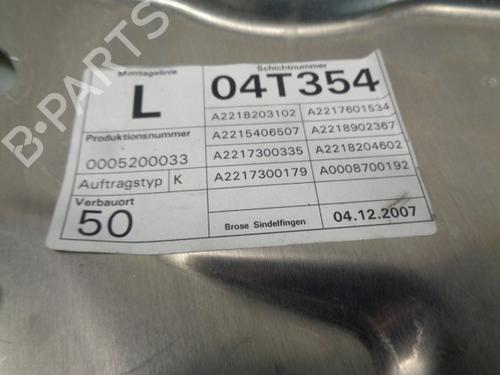 Montagelinie
Schichtnummer
L
04T354
Produktionsnummer
0005200033
A2218203102
A2217601534
A2215406507
A2218902367
A2217300335
A2218204602
Auftragstyp
K
A2217300179
A0008700192
Verbauort
50
Brose Sindelfingen
04.12.2007
B-PARTS